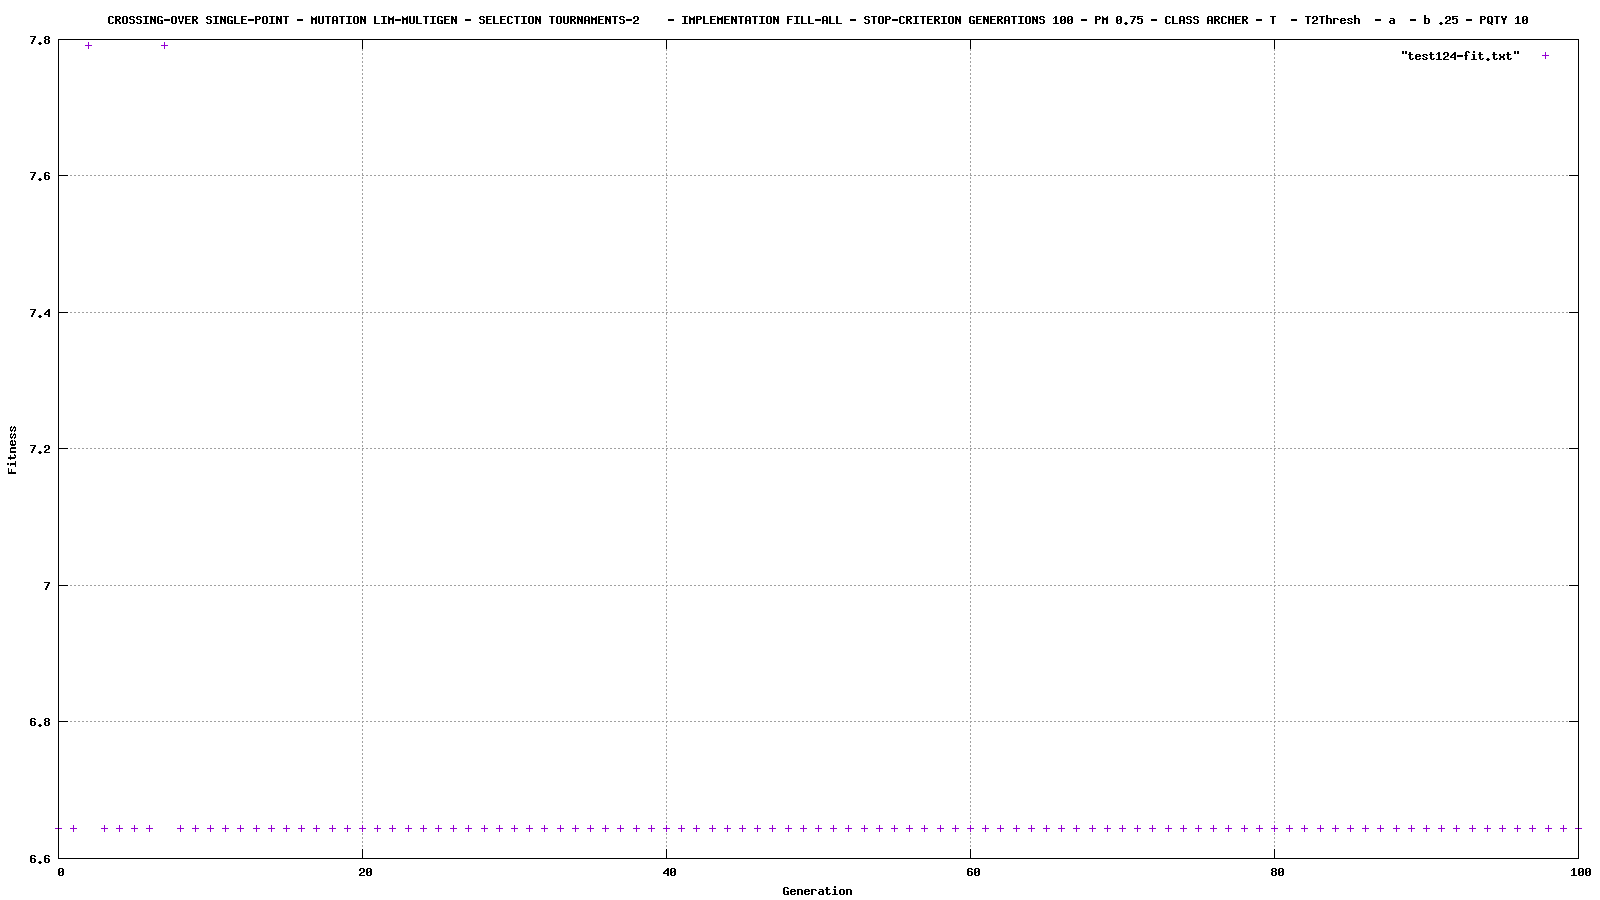 CROSSING-OVER SINGLE-POINT - MUTATION LIM-MULTIGEN - SELECTION TOURNAMENTS-2    - IMPLEMENTATION FILL-ALL - STOP-CRITERION GENERATIONS 100 - PM 0.75 - CLASS ARCHER - T  - T2Thresh  - a  - b .25 - PQTY 10
7.8
"test124-fit.txt"
7.6
7.4
7.2
Fitness
7
6.8
6.6
0 20 40 60 80 100
Generation